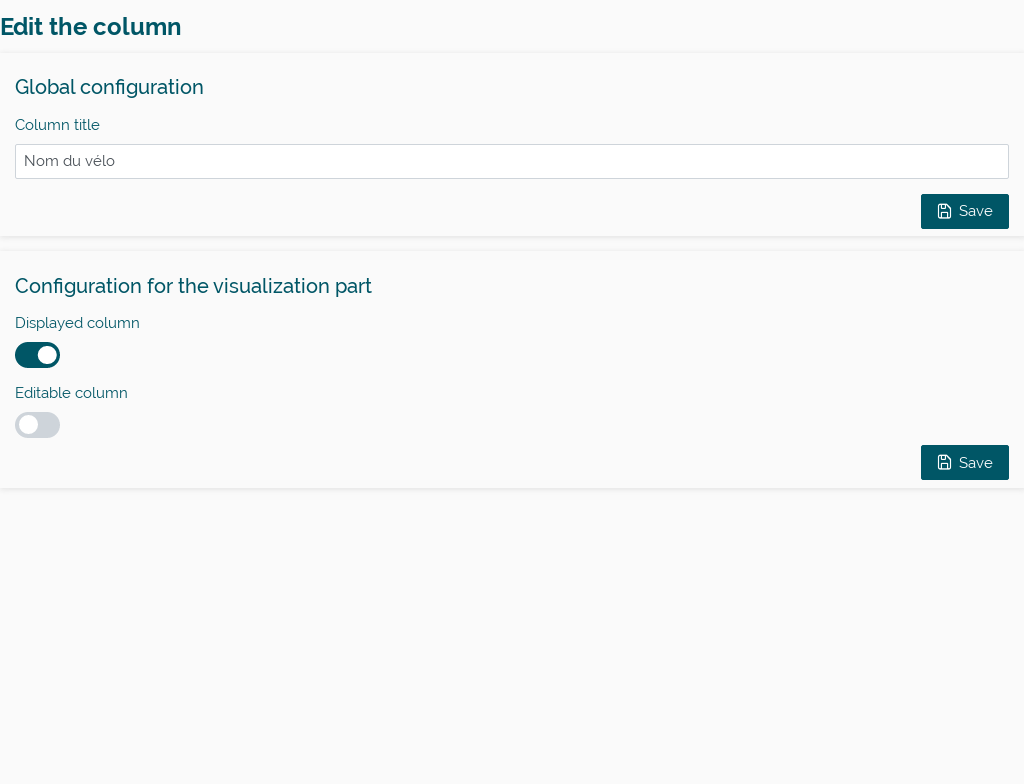 Edit the column
Global configuration
Column title
Nom du vélo
Save
Configuration for the visualization part
Displayed column
Editable column
Save